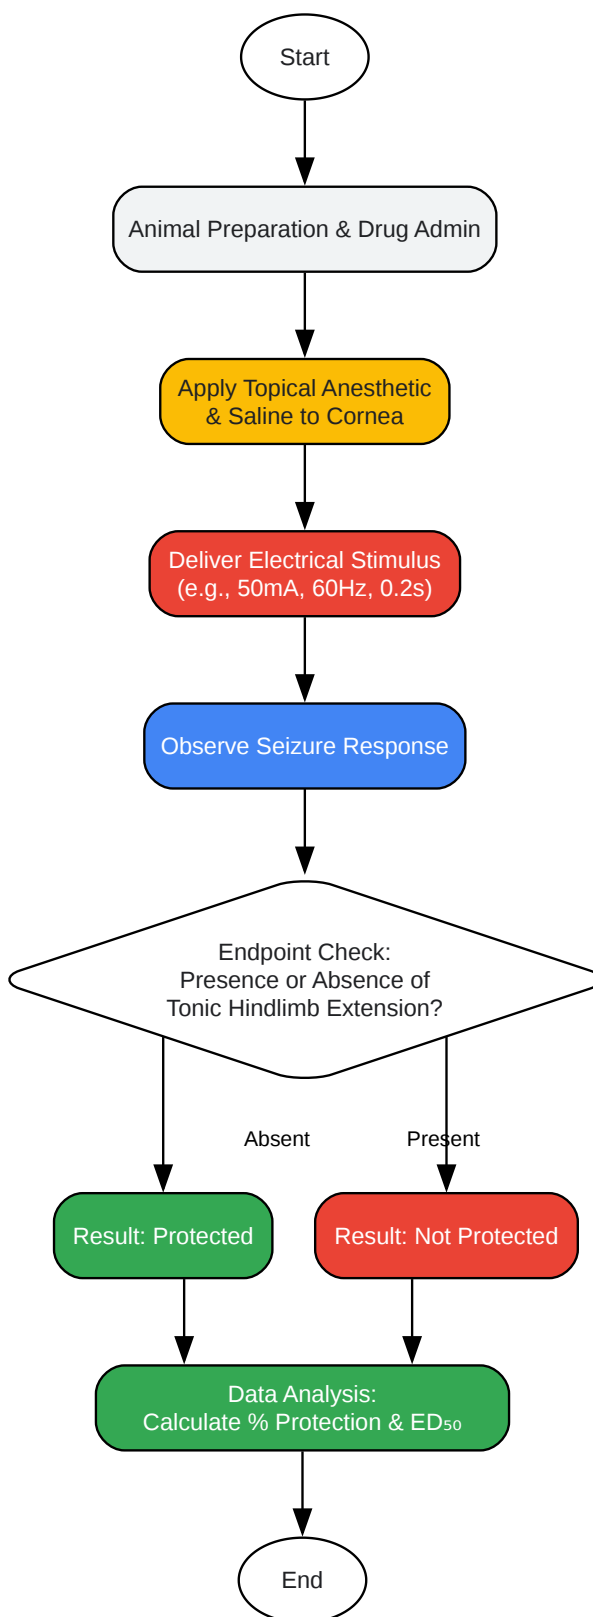 Start
Animal Preparation & Drug Admin
Apply Topical Anesthetic
& Saline to Cornea
Deliver Electrical Stimulus
(e.g., 50mA, 60Hz, 0.2s)
Observe Seizure Response
Endpoint Check:
Presence or Absence of
Tonic Hindlimb Extension?
Absent
Present
Result: Protected
Result: Not Protected
Data Analysis:
Calculate % Protection & ED₅₀
End